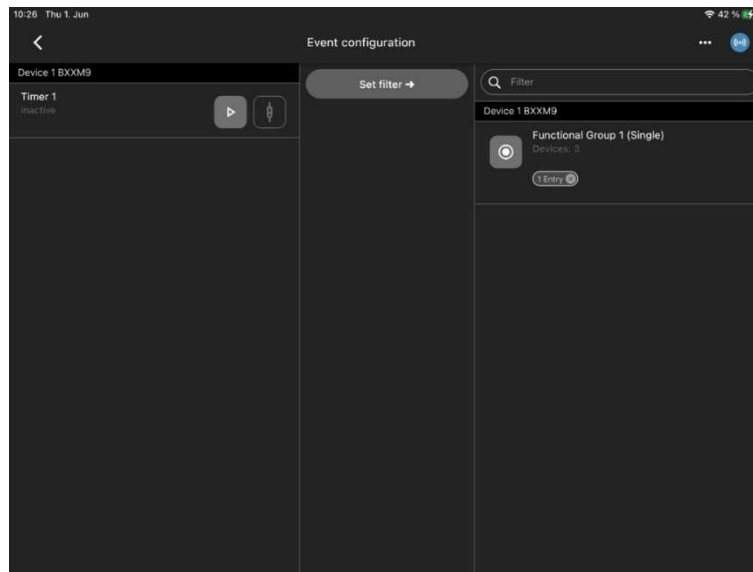 10:26 Thu 1. Jun
42 %
Event configuration
Device 1 BXXM9
Timer 1
inactive
Set filter →
Filter
Device 1 BXXM9
Functional Group 1 (Single)
Devices: 3
1 Entry